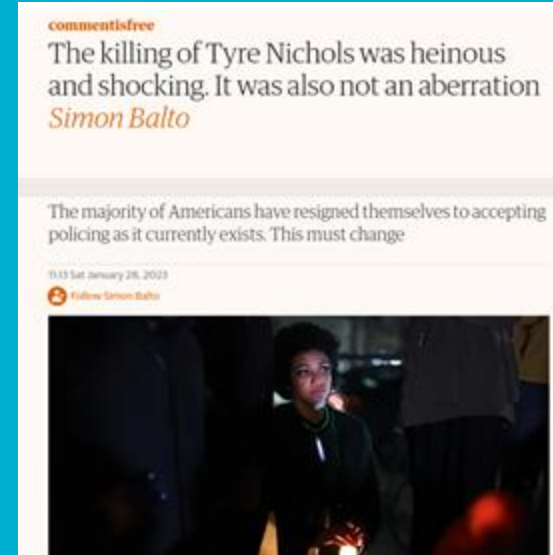 commentisfree
The killing of Tyre Nichols was heinous
and shocking. It was also not an aberration
Simon Balto
The majority of Americans have resigned themselves to accepting
policing as it currently exists. This must change
11:13 Sat January 28, 2023
Follow Simon Balto